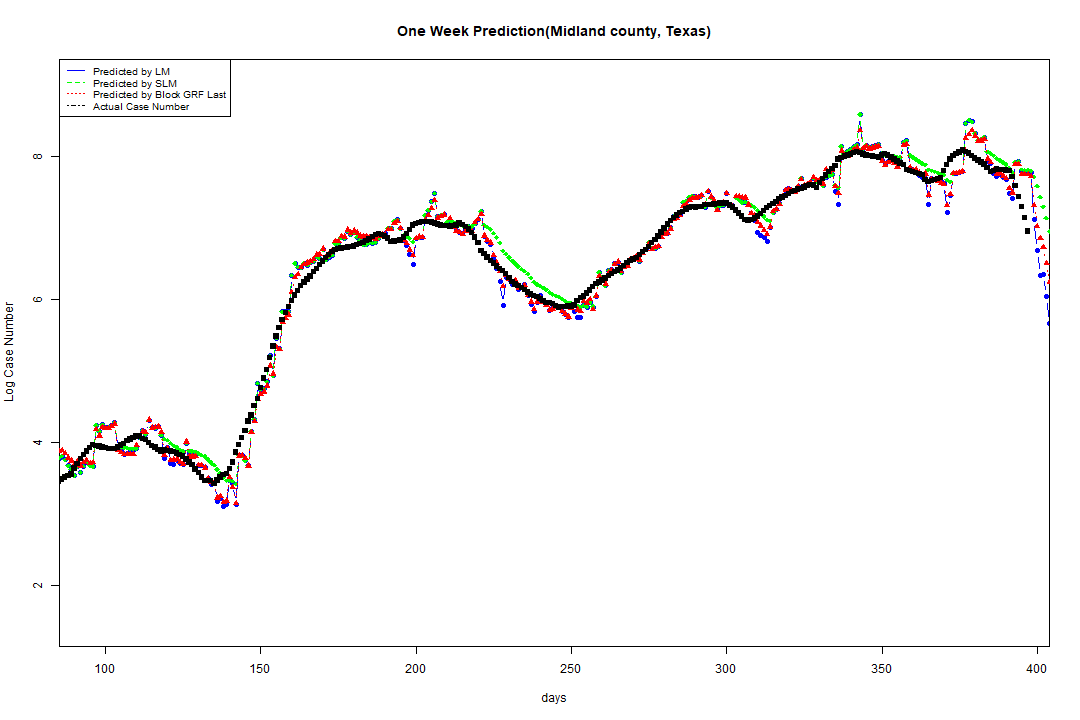 One Week Prediction(Midland county, Texas)
Predicted by LM
Predicted by SLM
Predicted by Block GRF Last
Actual Case Number
8
6
4
2
Log Case Number
100 150 200 250 300 350 400
days